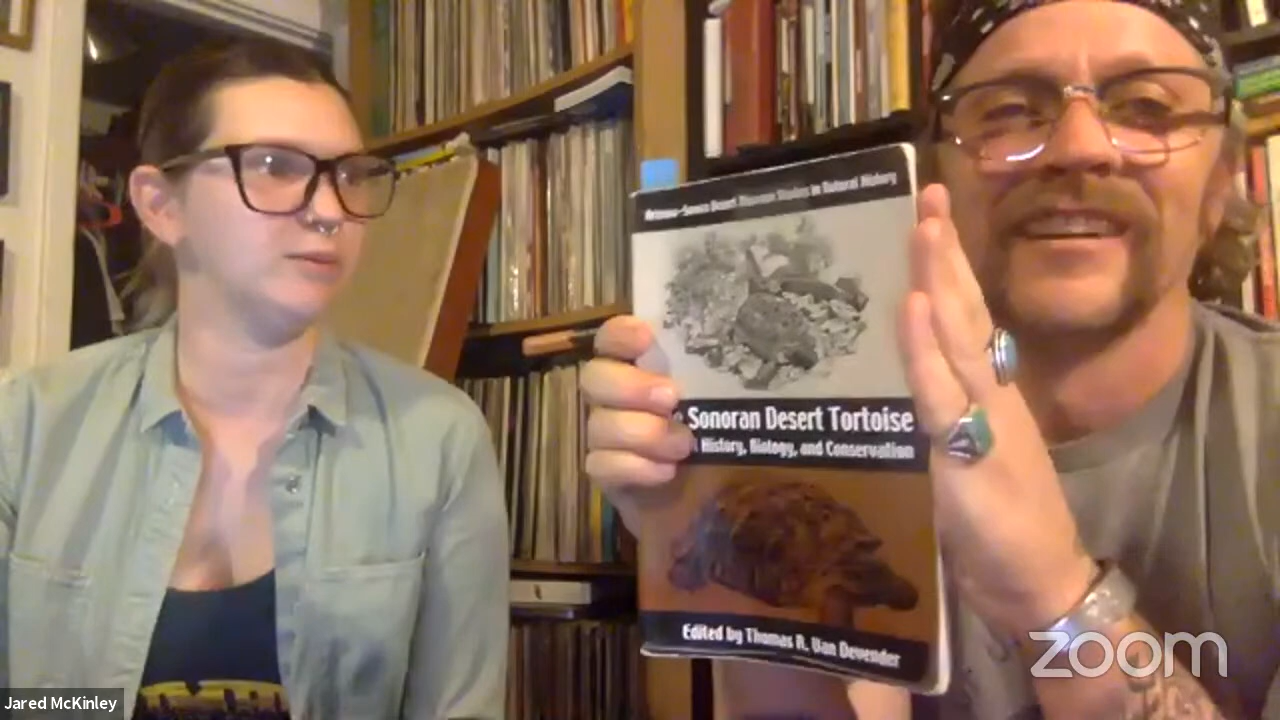 Arizona-Sonora Desert Museum Studies in Natural History
Sonoran Desert Tortoise
History, Biology, and Conservation
Edited by Thomas R. Van Devender
zoom
Jared McKinley